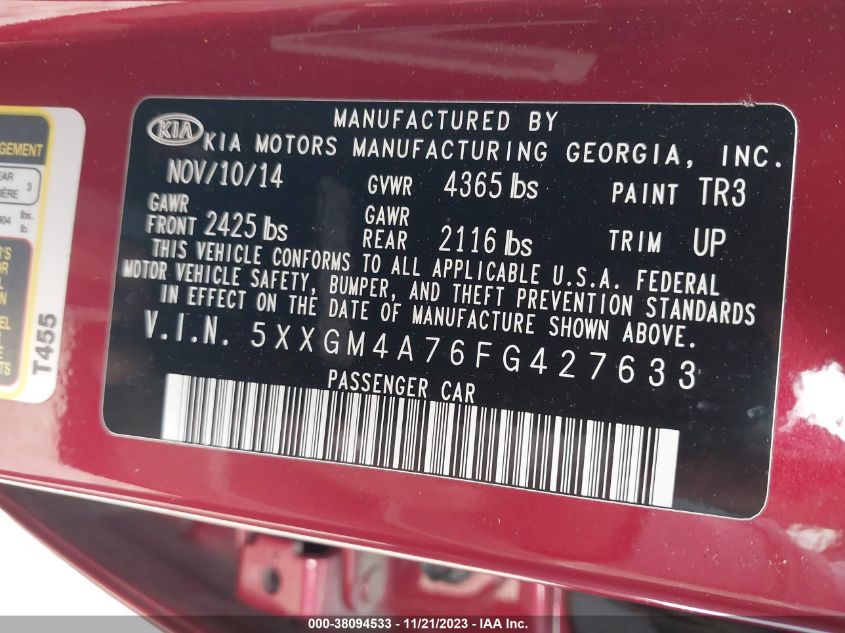 MANUFACTURED BY
KIA KIA MOTORS MANUFACTURING GEORGIA, INC.
NOV/10/14 GVWR 4365 lbs PAINT TR3
GAWR FRONT 2425 lbs GAWR REAR 2116 lbs TRIM UP
THIS VEHICLE CONFORMS TO ALL APPLICABLE U.S.A. FEDERAL
MOTOR VEHICLE SAFETY, BUMPER, AND THEFT PREVENTION STANDARDS
IN EFFECT ON THE DATE OF MANUFACTURE SHOWN ABOVE.
V.I.N. 5XXGM4A76FG427633
PASSENGER CAR
3
lbs.
lb.
T455
000-38094533 - 11/21/2023 - IAA Inc.